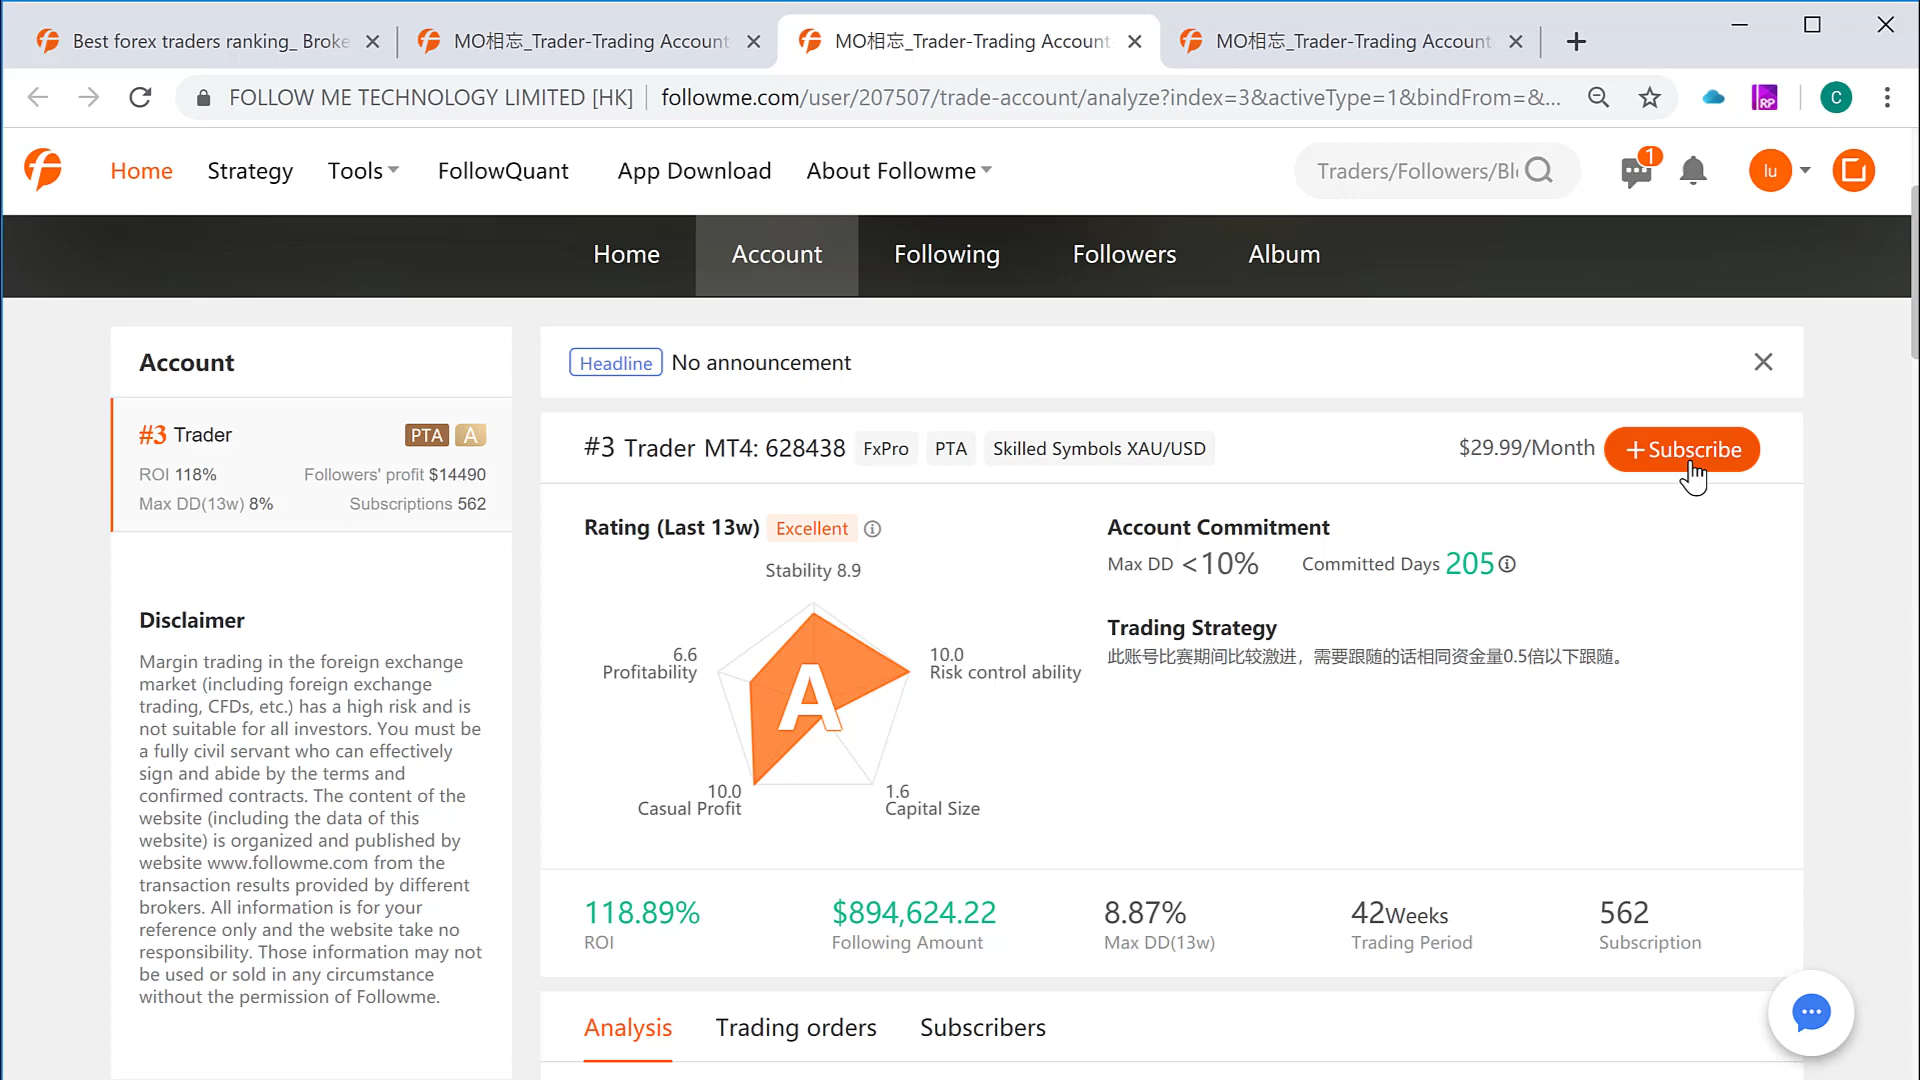 Best forex traders ranking_ Broke
MO相忘_Trader-Trading Account
MO相忘_Trader-Trading Account
MO相忘_Trader-Trading Account
FOLLOW ME TECHNOLOGY LIMITED [HK]
followme.com/user/207507/trade-account/analyze?index=3&activeType=1&bindFrom=&...
RP
C
Home
Strategy
Tools
FollowQuant
App Download
About Followme
Traders/Followers/Bl
1
lu
Home
Account
Following
Followers
Album
Account
#3 Trader
PTA
A
ROI 118%
Followers' profit $14490
Max DD(13w) 8%
Subscriptions 562
Disclaimer
Margin trading in the foreign exchange
market (including foreign exchange
trading, CFDs, etc.) has a high risk and is
not suitable for all investors. You must be
a fully civil servant who can effectively
sign and abide by the terms and
confirmed contracts. The content of the
website (including the data of this
website) is organized and published by
website www.followme.com from the
transaction results provided by different
brokers. All information is for your
reference only and the website take no
responsibility. Those information may not
be used or sold in any circumstance
without the permission of Followme.
Headline
No announcement
#3 Trader MT4: 628438
FxPro
PTA
Skilled Symbols XAU/USD
$29.99/Month
+Subscribe
Rating (Last 13w)
Excellent
Stability 8.9
6.6
Profitability
10.0
Risk control ability
A
10.0
Casual Profit
1.6
Capital Size
Account Commitment
Max DD <10%
Committed Days 205
Trading Strategy
此账号比赛期间比较激进，需要跟随的话相同资金量0.5倍以下跟随。
118.89%
ROI
$894,624.22
Following Amount
8.87%
Max DD(13w)
42Weeks
Trading Period
562
Subscription
Analysis
Trading orders
Subscribers